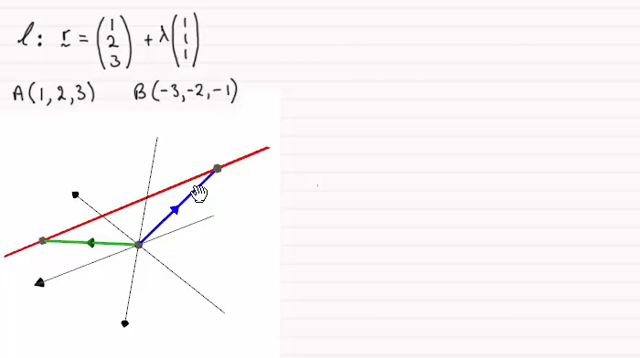 l: r = (1 2 3) + λ(1 1 1)
A(1,2,3) B(-3,-2,-1)